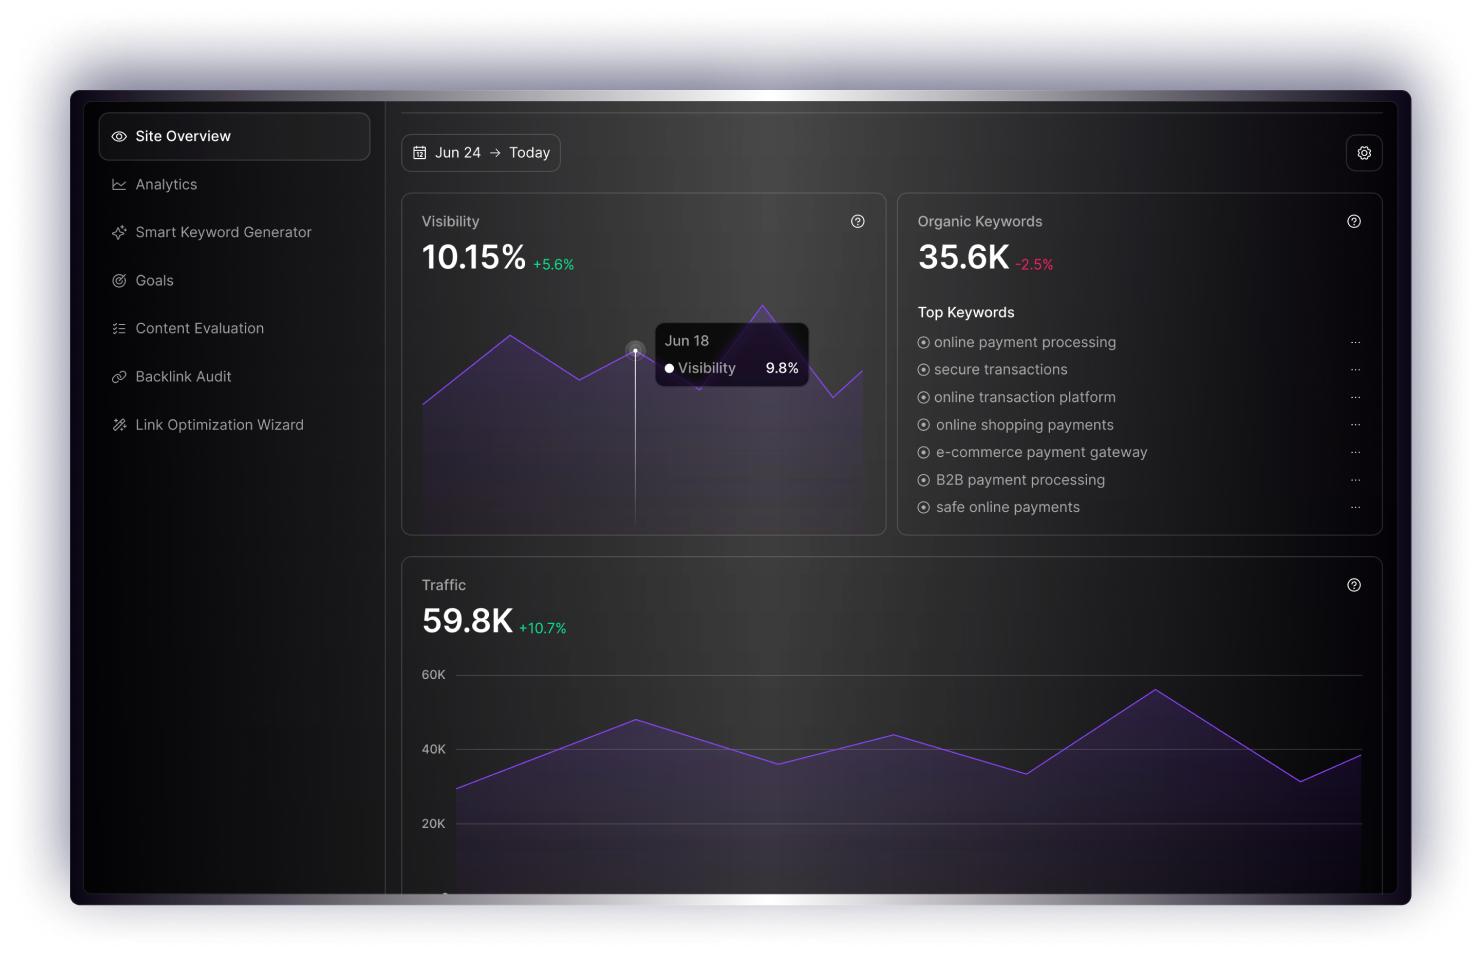 Site Overview
Analytics
Smart Keyword Generator
Goals
Content Evaluation
Backlink Audit
Link Optimization Wizard
12
Jun 24 → Today
Visibility
10.15% +5.6%
Jun 18
Visibility 9.8%
Organic Keywords
35.6K -2.5%
Top Keywords
online payment processing
secure transactions
online transaction platform
online shopping payments
e-commerce payment gateway
B2B payment processing
safe online payments
Traffic
59.8K +10.7%
60K
40K
20K